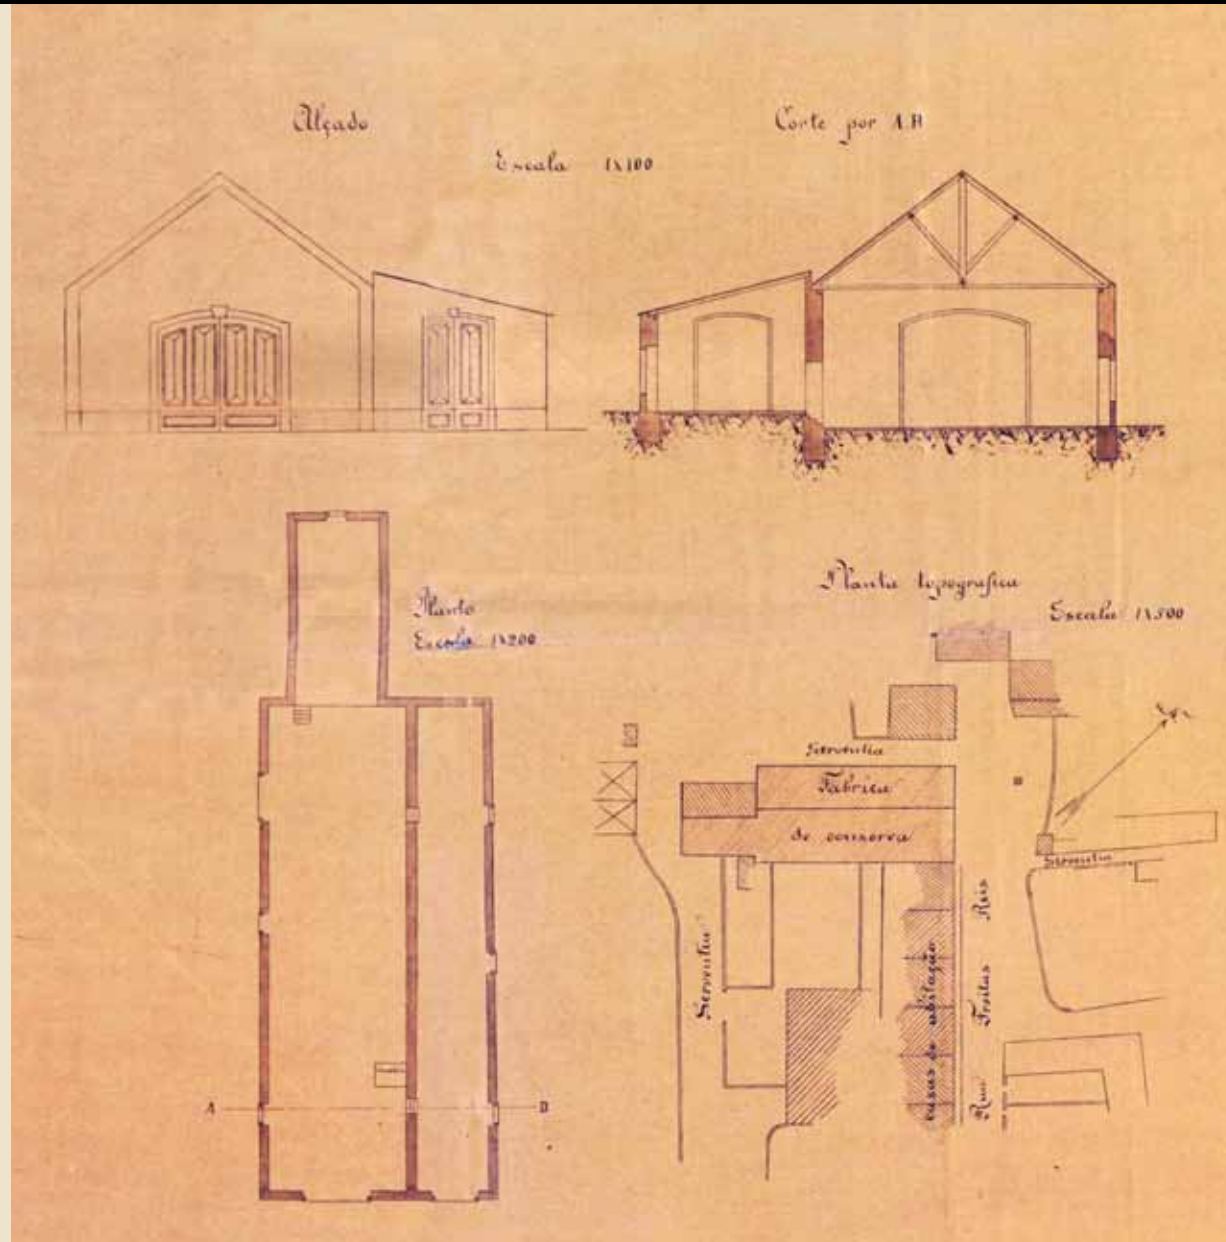 Alçado
Corte por A.B
Escala 1x100
Planta
Escala 1x200
Planta topografica
Escala 1x500
Serventia
Fabrica
de conserva
Serventia
Serventia
casas de abitação
Rua Freitas Reis
A
B